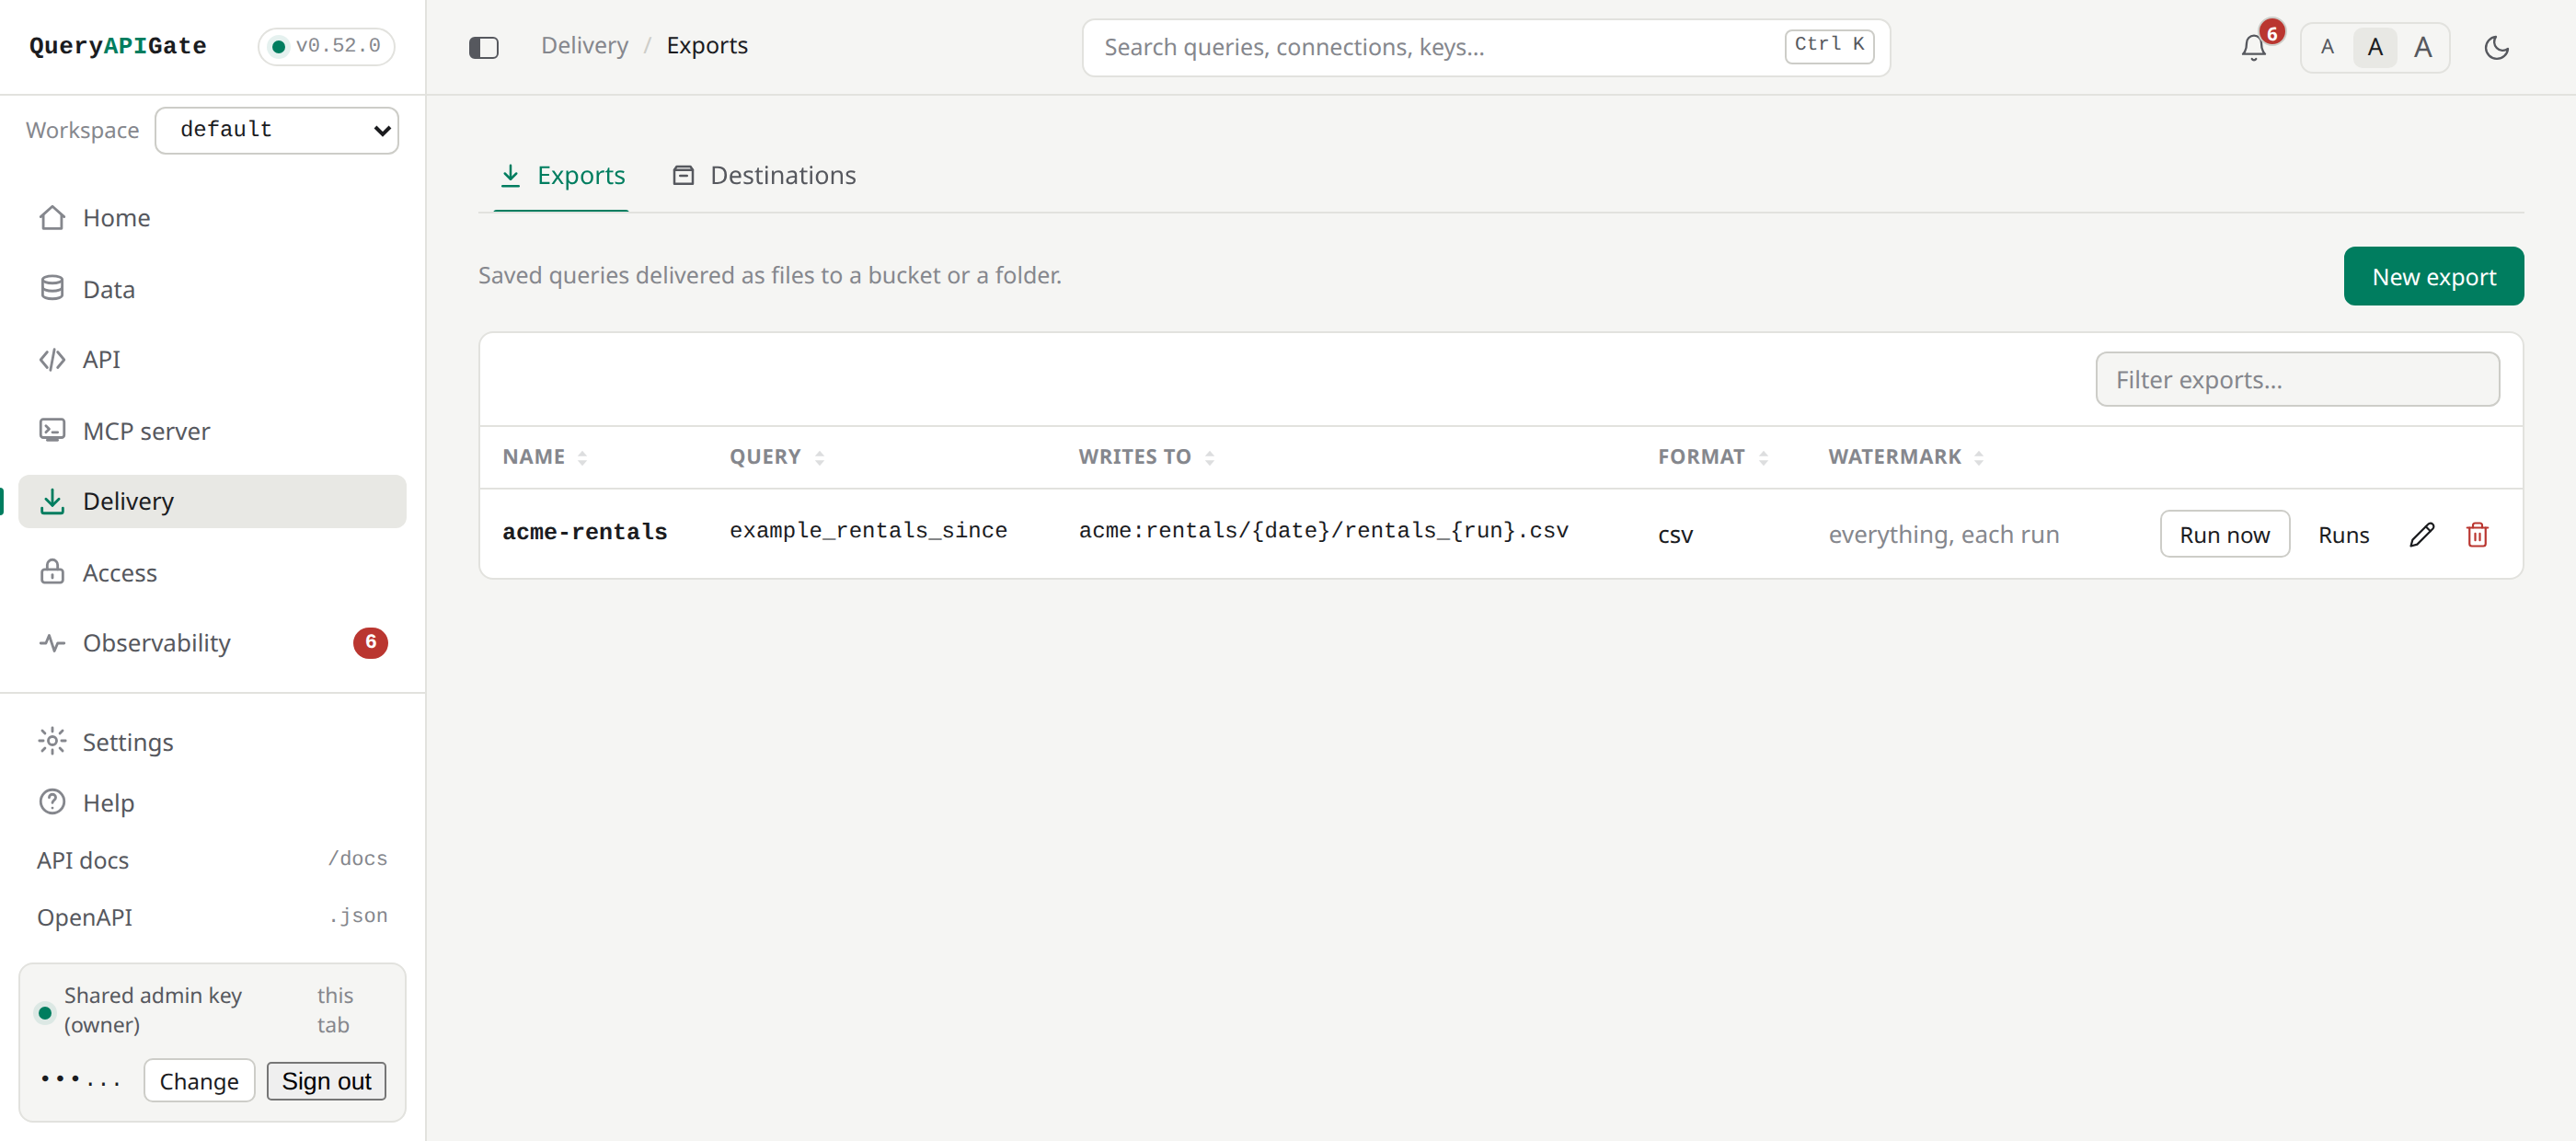 QueryAPIGate
v0.52.0
Delivery / Exports
Search queries, connections, keys...
Ctrl K
6
A A A
Workspace
default
Home
Data
API
MCP server
Delivery
Access
Observability
6
Settings
Help
API docs
/docs
OpenAPI
.json
Shared admin key
(owner)
this
tab
•••...
Change
Sign out
Exports
Destinations
Saved queries delivered as files to a bucket or a folder.
New export
Filter exports...
NAME QUERY WRITES TO FORMAT WATERMARK
acme-rentals example_rentals_since acme:rentals/{date}/rentals_{run}.csv csv everything, each run Run now Runs